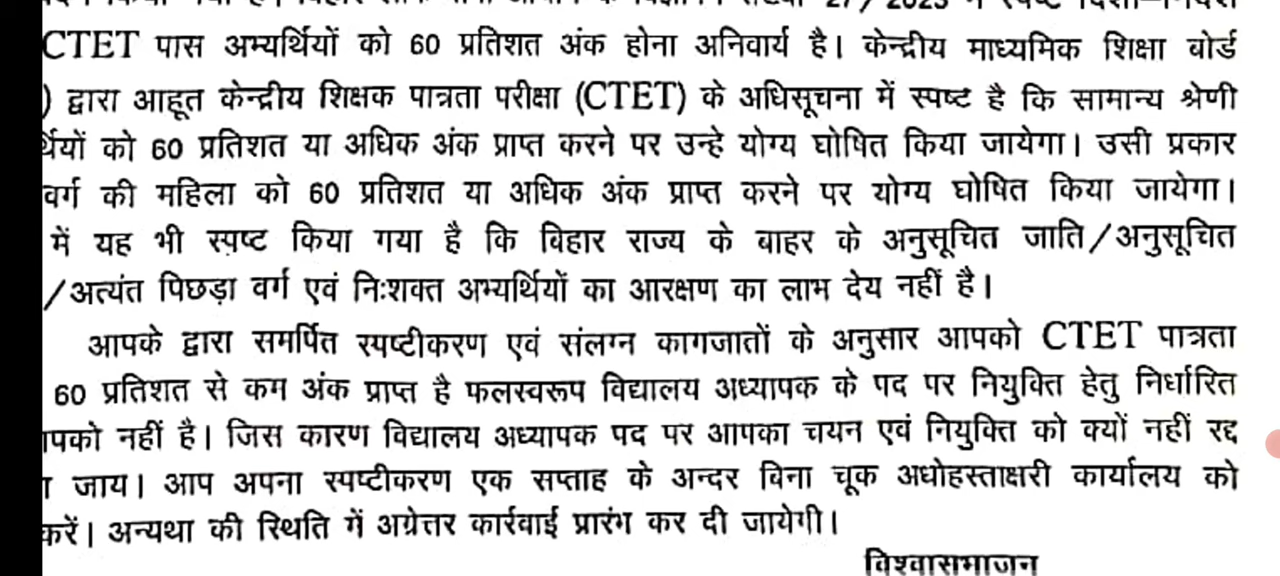 CTET पास अभ्यर्थियों को 60 प्रतिशत अंक होना अनिवार्य है। केन्द्रीय माध्यमिक शिक्षा बोर्ड
) द्वारा आहूत केन्द्रीय शिक्षक पात्रता परीक्षा (CTET) के अधिसूचना में स्पष्ट है कि सामान्य श्रेणी
र्थियों को 60 प्रतिशत या अधिक अंक प्राप्त करने पर उन्हे योग्य घोषित किया जायेगा। उसी प्रकार
वर्ग की महिला को 60 प्रतिशत या अधिक अंक प्राप्त करने पर योग्य घोषित किया जायेगा।
में यह भी स्पष्ट किया गया है कि बिहार राज्य के बाहर के अनुसूचित जाति/अनुसूचित
/अत्यंत पिछड़ा वर्ग एवं निःशक्त अभ्यर्थियों का आरक्षण का लाभ देय नहीं है।
आपके द्वारा समर्पित स्पष्टीकरण एवं संलग्न कागजातों के अनुसार आपको CTET पात्रता
60 प्रतिशत से कम अंक प्राप्त है फलस्वरूप विद्यालय अध्यापक के पद पर नियुक्ति हेतु निर्धारित
पको नहीं है। जिस कारण विद्यालय अध्यापक पद पर आपका चयन एवं नियुक्ति को क्यों नहीं रद्द
जाय। आप अपना स्पष्टीकरण एक सप्ताह के अन्दर बिना चूक अधोहस्ताक्षरी कार्यालय को
करें। अन्यथा की स्थिति में अग्रेत्तर कार्रवाई प्रारंभ कर दी जायेगी।
विश्वासभाजन